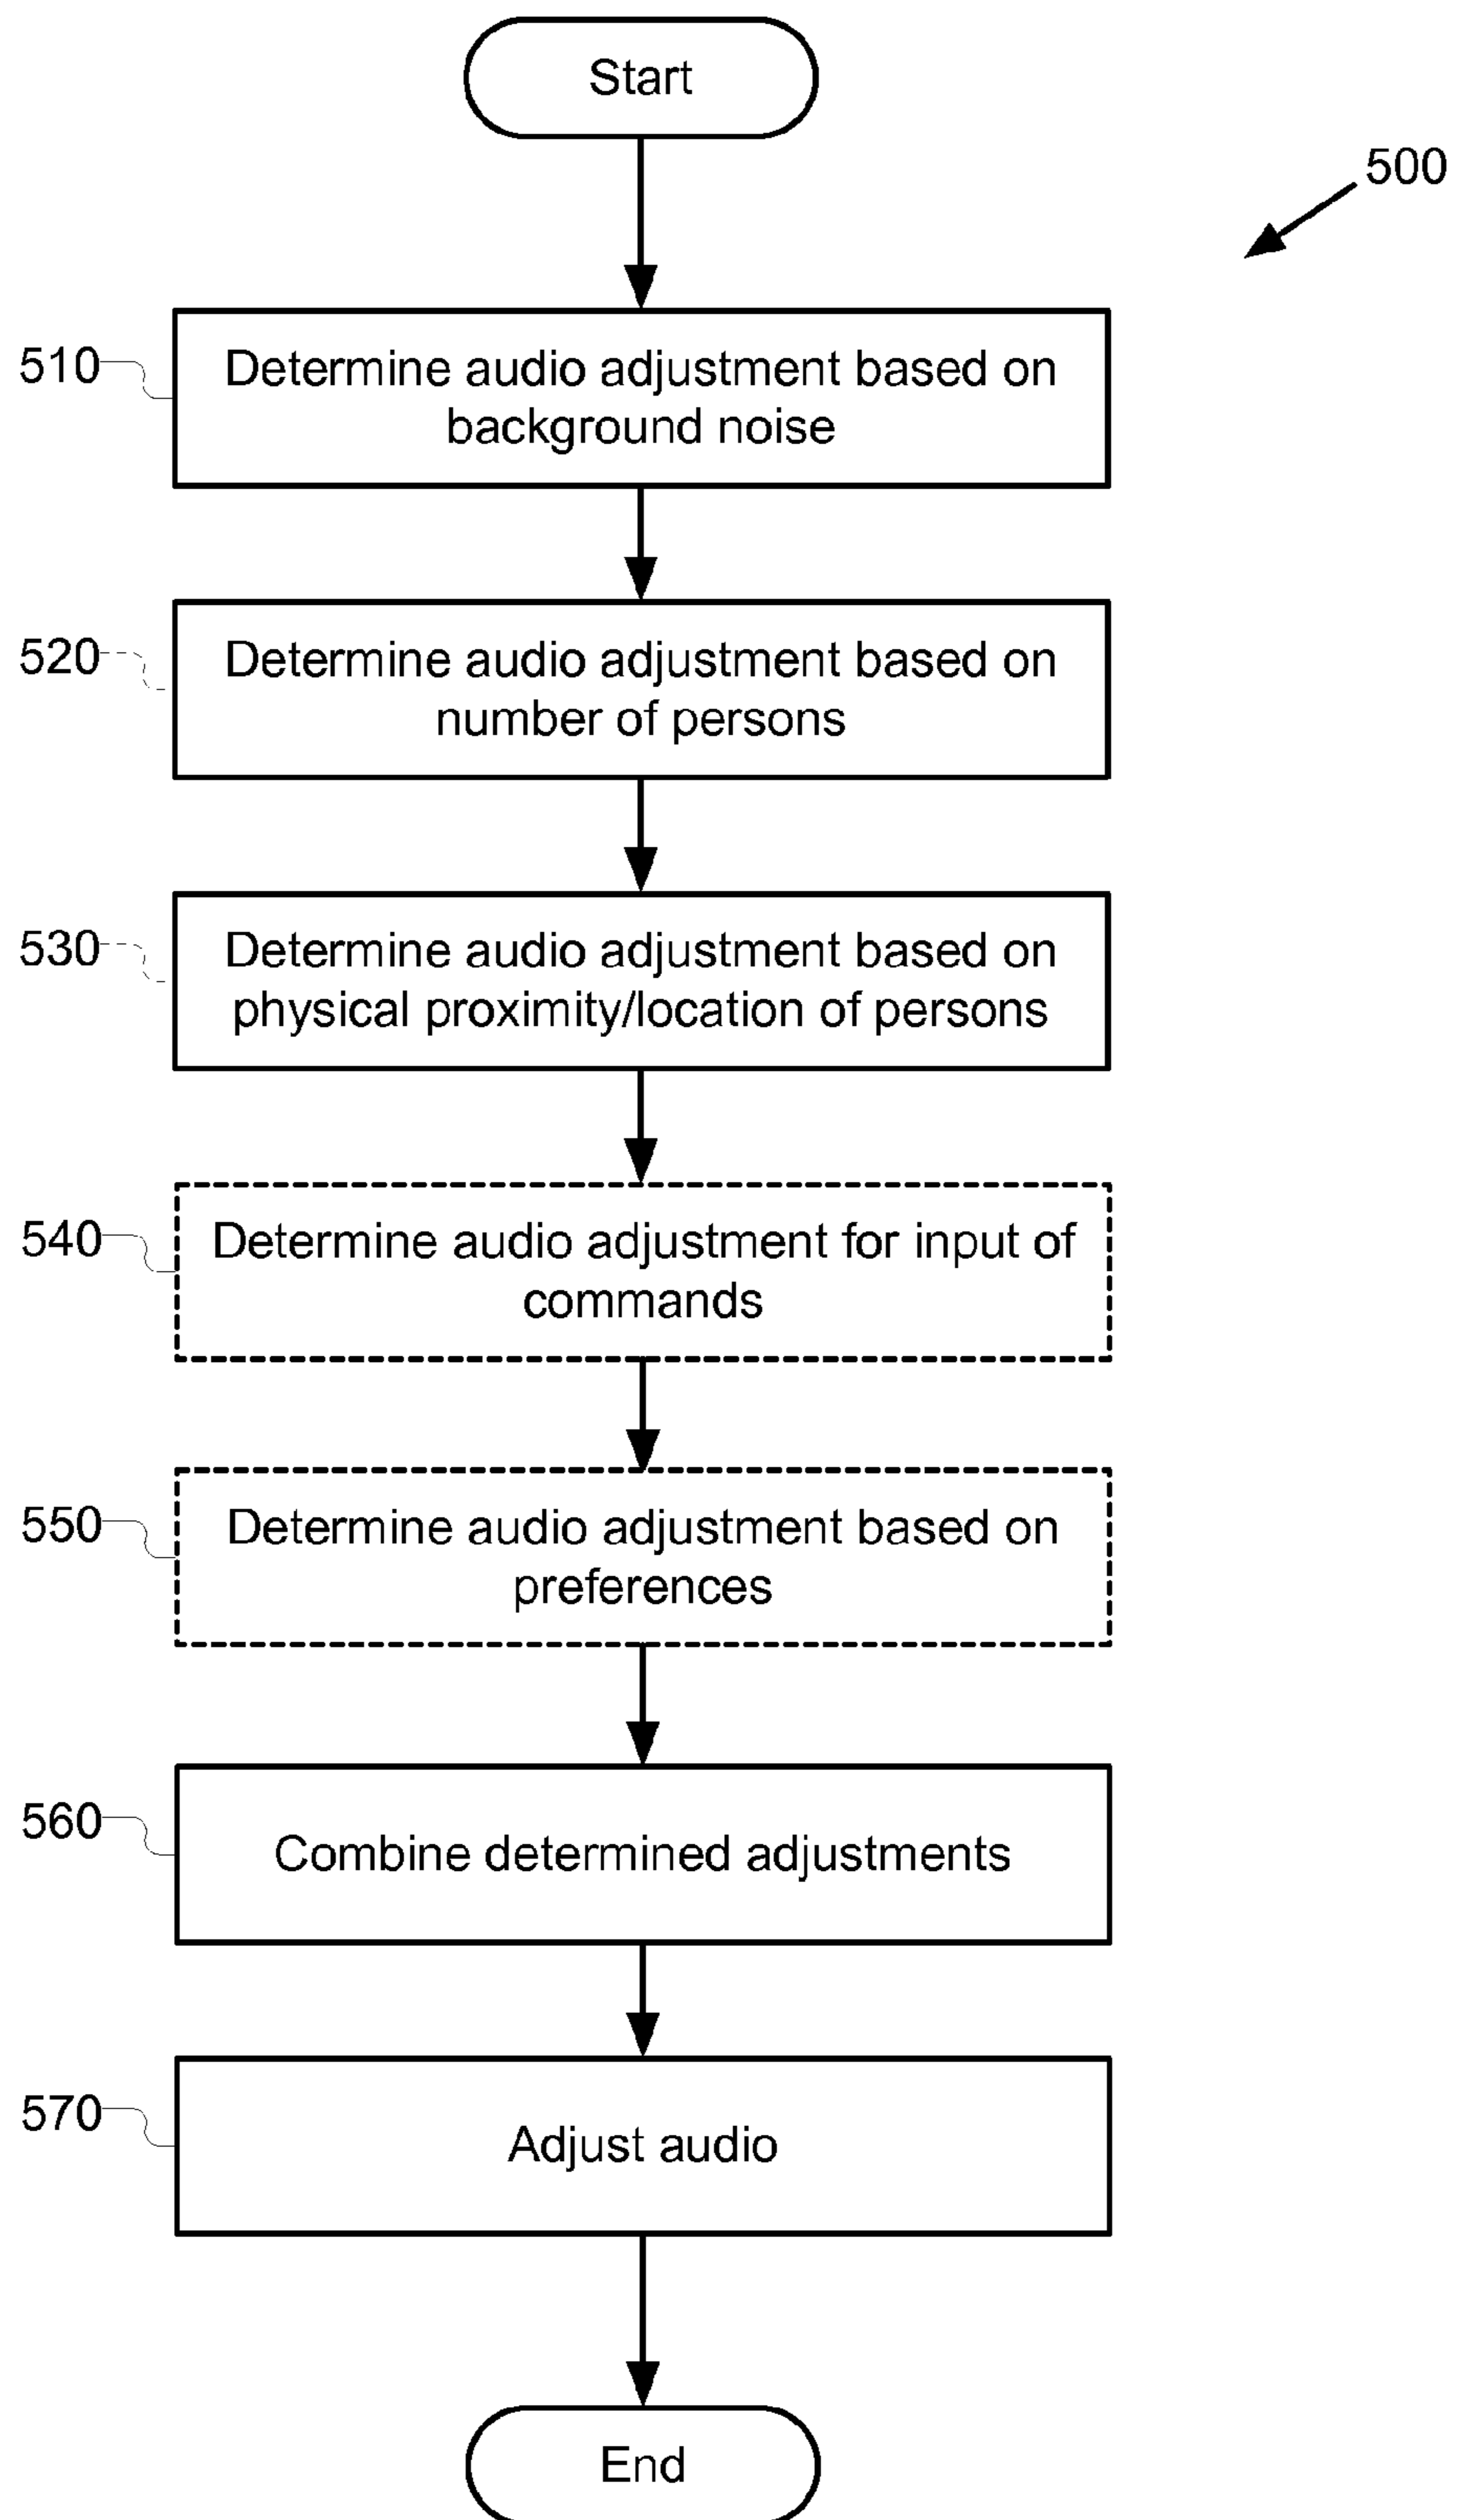 Start
500
510
Determine audio adjustment based on
background noise
520
Determine audio adjustment based on
number of persons
530
Determine audio adjustment based on
physical proximity/location of persons
540
Determine audio adjustment for input of
commands
550
Determine audio adjustment based on
preferences
560
Combine determined adjustments
570
Adjust audio
End